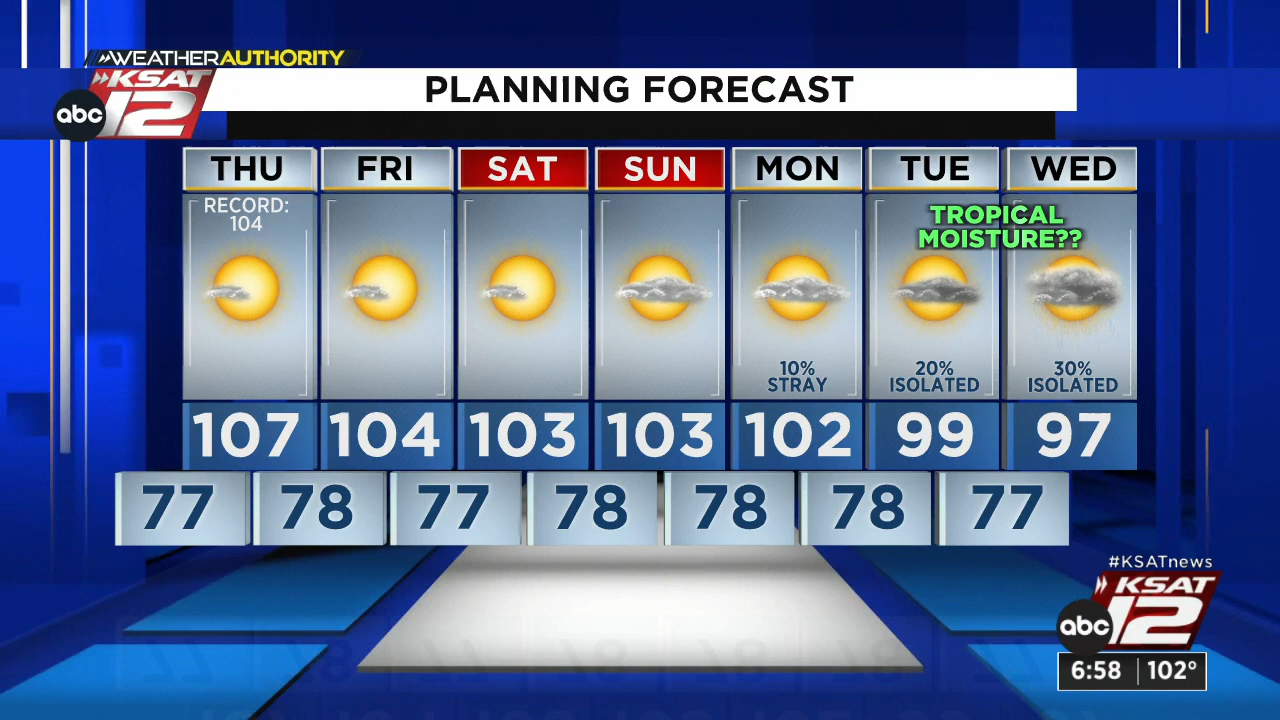 WEATHERAUTHORITY
KSAT
abc 12
PLANNING FORECAST
THU FRI SAT SUN MON TUE WED
RECORD:
104
TROPICAL
MOISTURE??
10%
STRAY
20%
ISOLATED
30%
ISOLATED
107 104 103 103 102 99 97
77 78 77 78 78 78 77
#KSATnews
KSAT
abc 12
6:58 102°